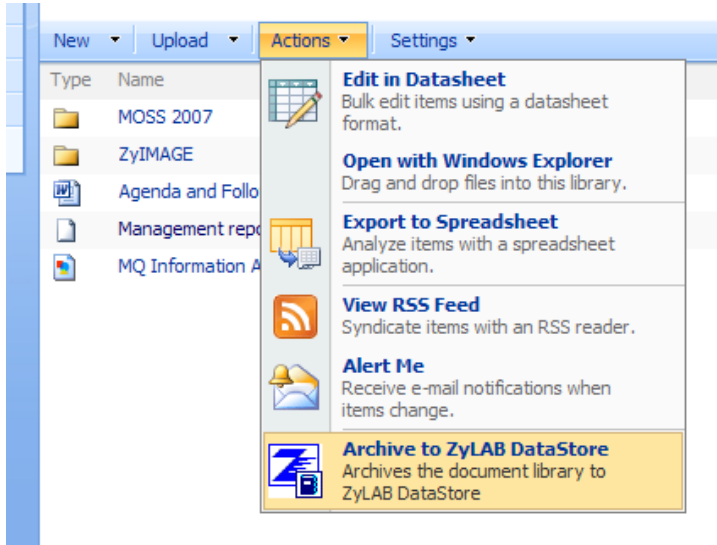 New Upload Actions Settings
Type Name
MOSS 2007
ZyIMAGE
Agenda and Follo
Management repo
MQ Information A
Edit in Datasheet
Bulk edit items using a datasheet
format.
Open with Windows Explorer
Drag and drop files into this library.
Export to Spreadsheet
Analyze items with a spreadsheet
application.
View RSS Feed
Syndicate items with an RSS reader.
Alert Me
Receive e-mail notifications when
items change.
Archive to ZyLAB DataStore
Archives the document library to
ZyLAB DataStore